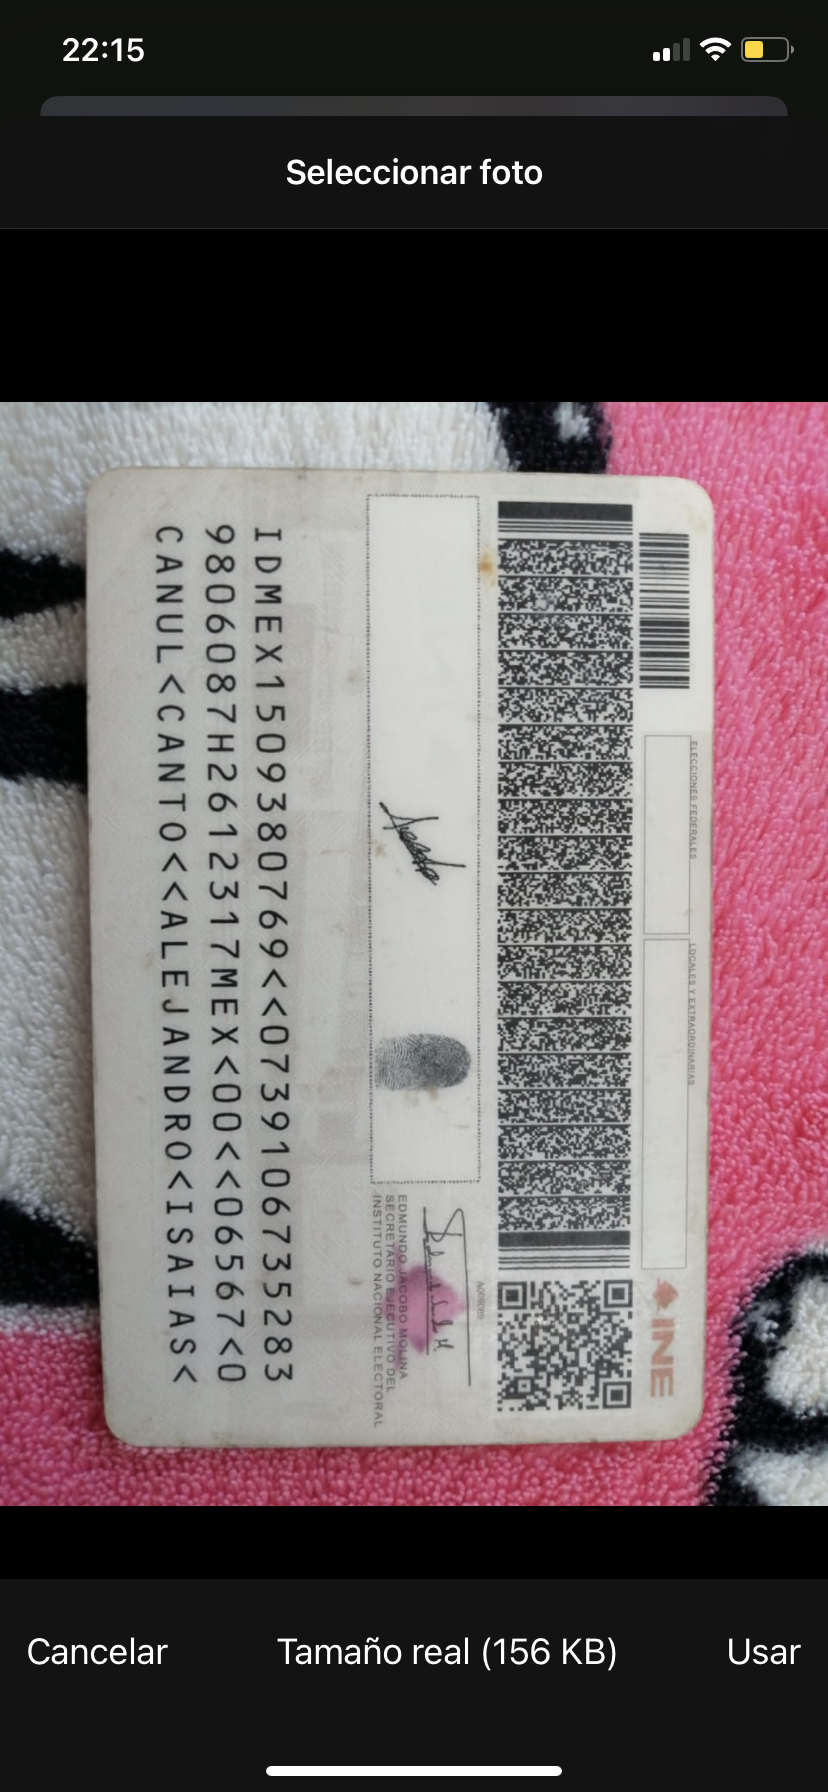 22:15
Seleccionar foto
IDMEX1509380769<<0739106735283
9806087H2612317MEX<00<<06567<0
CANUL<CANTO<<ALEJANDRO<ISAIAS<
EDMUNDO JACOBO MOLINA
SECRETARIO EJECUTIVO DEL
INSTITUTO NACIONAL ELECTORAL
ELECCIONES FEDERALES
LOCALES Y EXTRAORDINARIAS
INE
Cancelar
Tamaño real (156 KB)
Usar